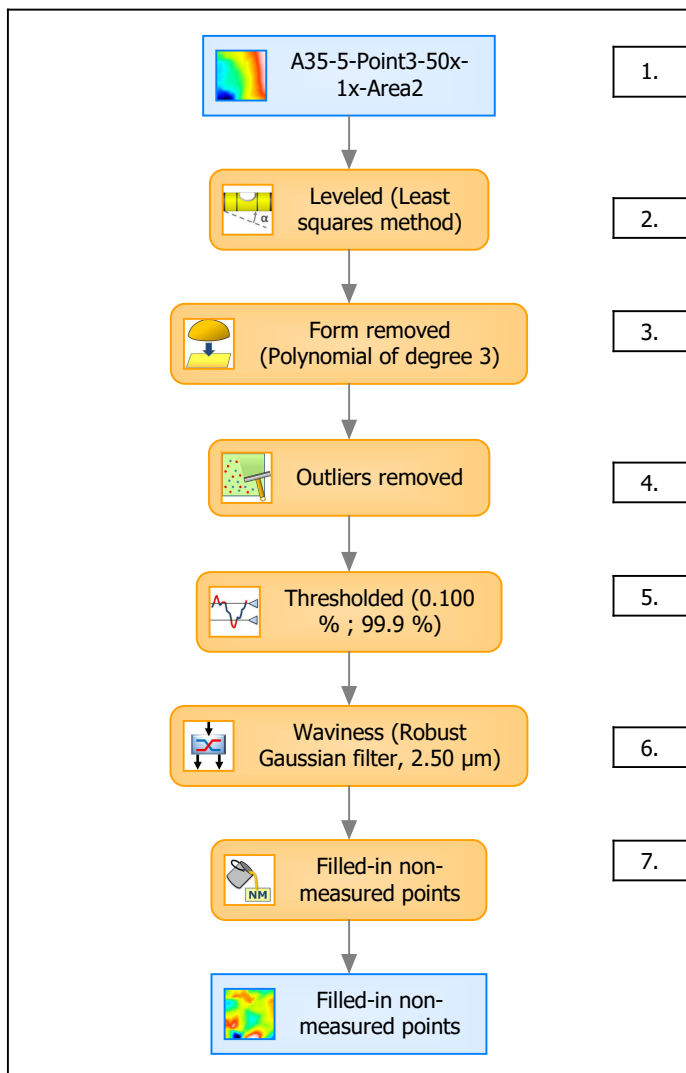 A35-5-Point3-50x-
1x-Area2
1.
Leveled (Least
squares method)
α
2.
Form removed
(Polynomial of degree 3)
3.
Outliers removed
4.
Thresholded (0.100
% ; 99.9 %)
5.
Waviness (Robust
Gaussian filter, 2.50 µm)
6.
Filled-in non-
measured points
NM
7.
Filled-in non-
measured points